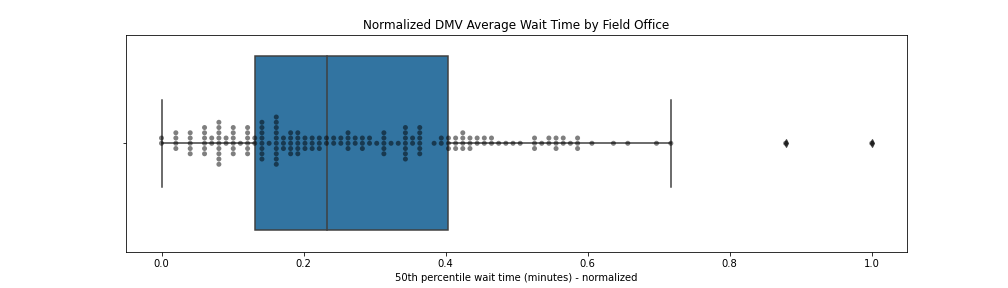 Normalized DMV Average Wait Time by Field Office
0.0 0.2 0.4 0.6 0.8 1.0
50th percentile wait time (minutes) - normalized